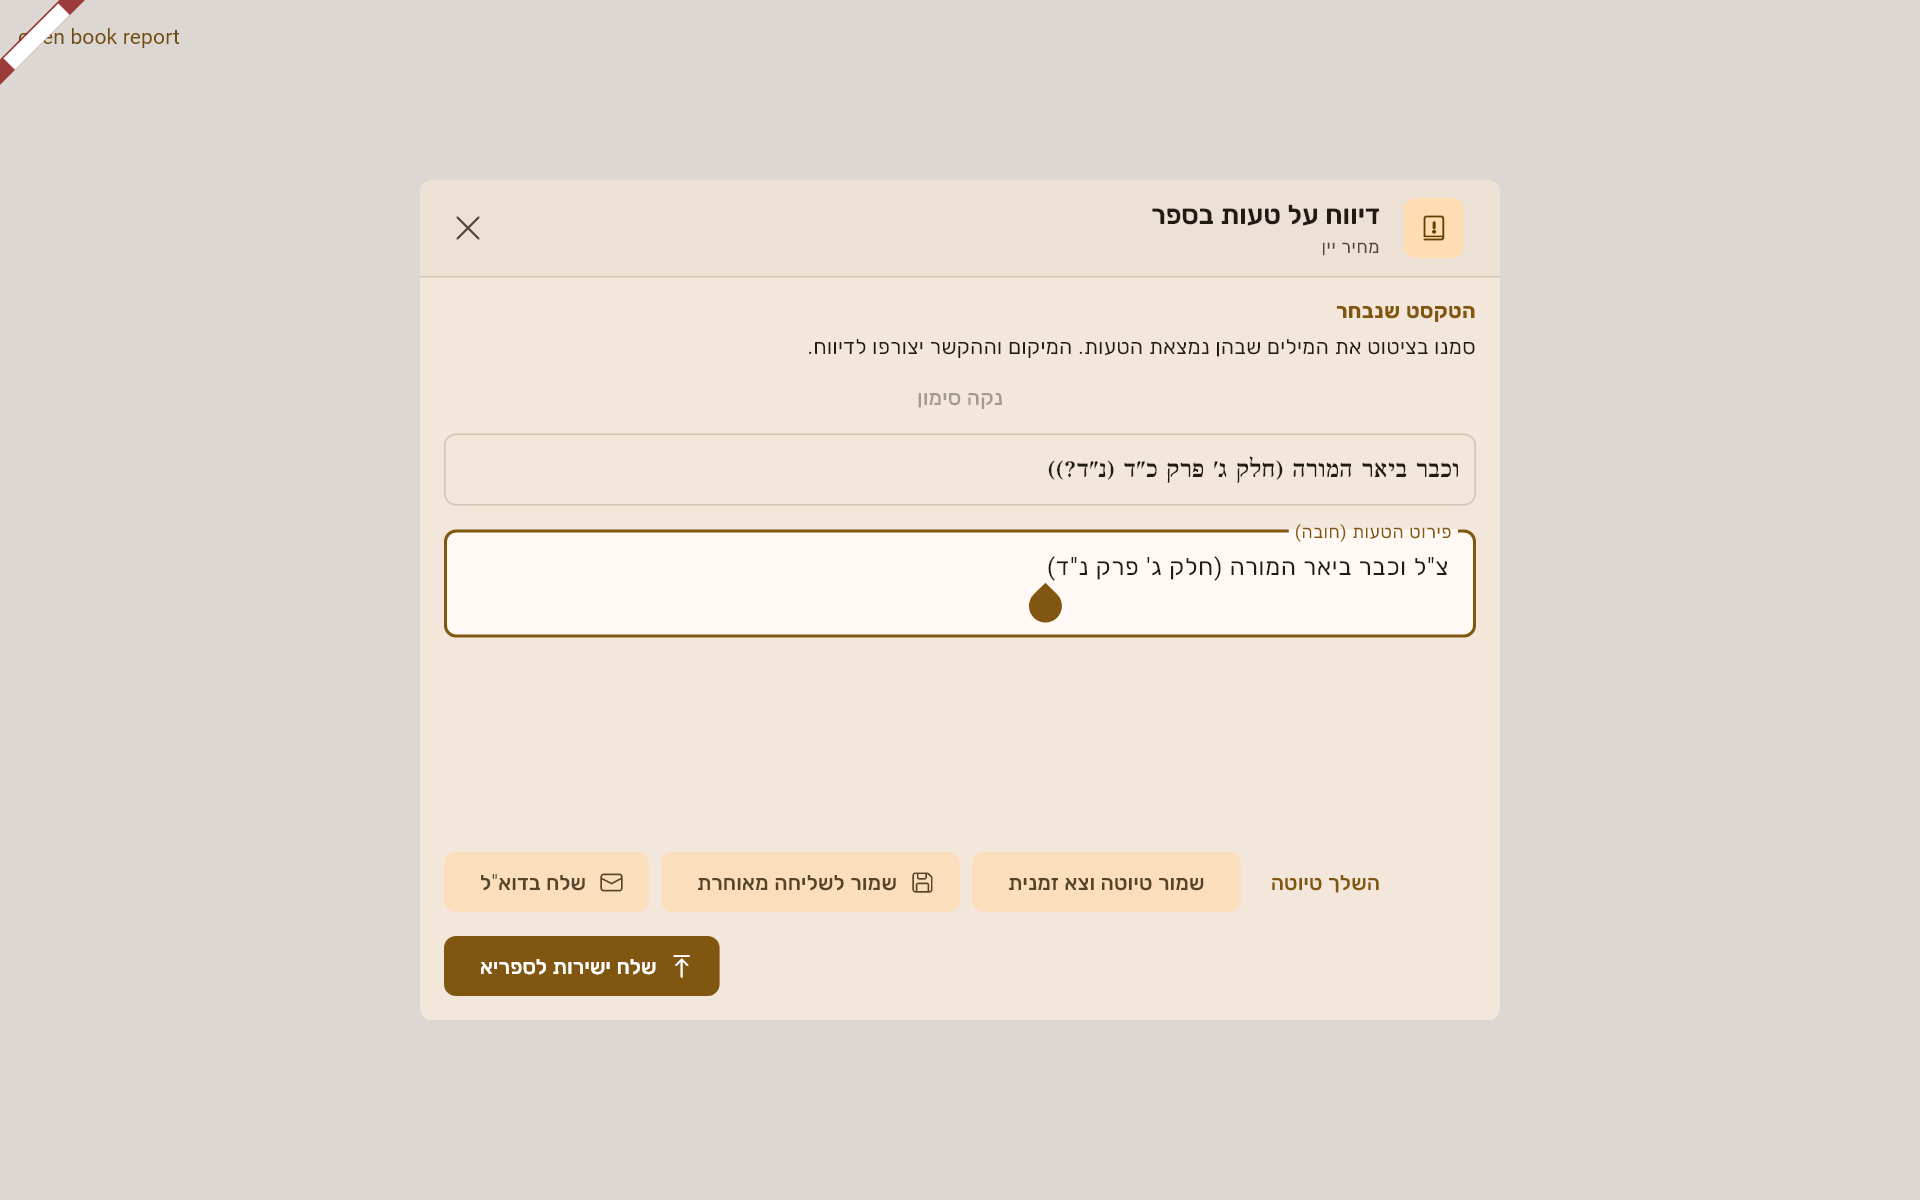 book report
דיווח על טעות בספר
מחיר יין
הטקסט שנבחר
סמנו בציטוט את המילים שבהן נמצאת הטעות. המיקום וההקשר יצורפו לדיווח.
נקה סימון
וכבר ביאר המורה (חלק ג' פרק כ"ד (נ"ד?))
פירוט הטעות (חובה)
צ"ל וכבר ביאר המורה (חלק ג' פרק נ"ד)
השלך טיוטה
שמור טיוטה וצא זמנית
שמור לשליחה מאוחרת
שלח בדוא"ל
שלח ישירות לספריא